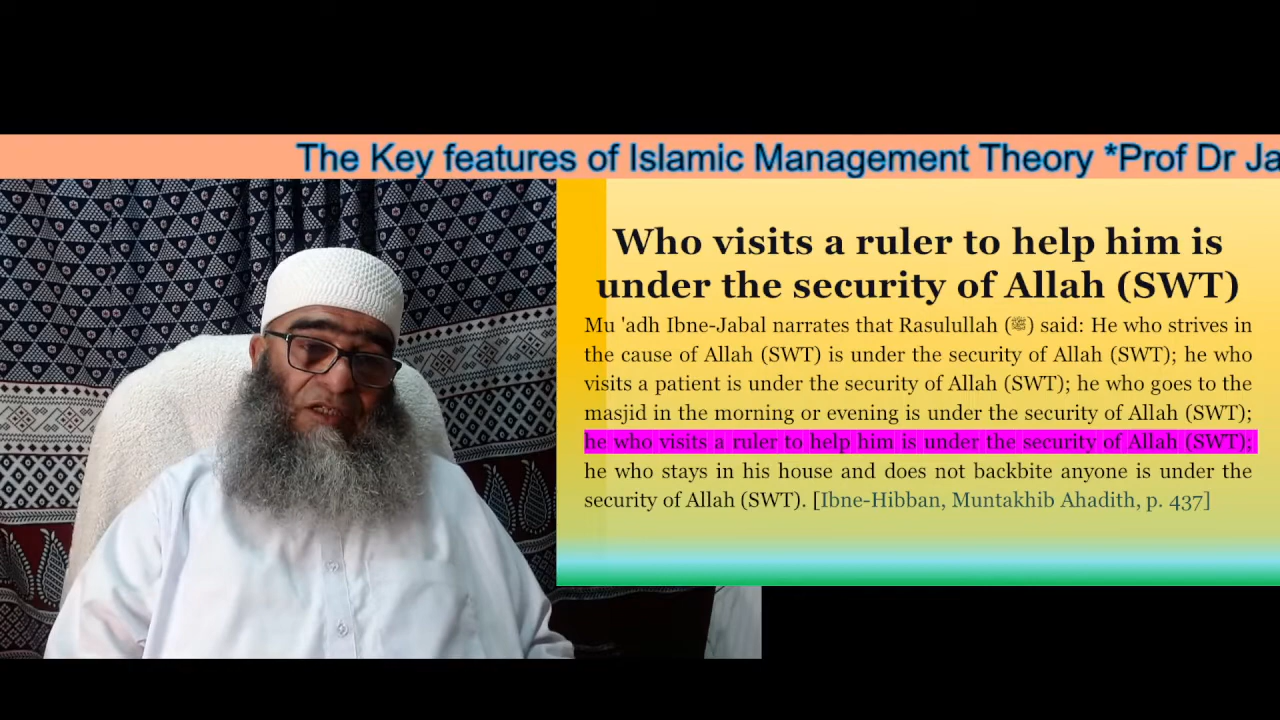 The Key features of Islamic Management Theory *Prof Dr Ja
Who visits a ruler to help him is
under the security of Allah (SWT)
Mu 'adh Ibne-Jabal narrates that Rasulullah (ﷺ) said: He who strives in
the cause of Allah (SWT) is under the security of Allah (SWT); he who
visits a patient is under the security of Allah (SWT); he who goes to the
masjid in the morning or evening is under the security of Allah (SWT);
he who visits a ruler to help him is under the security of Allah (SWT);
he who stays in his house and does not backbite anyone is under the
security of Allah (SWT). [Ibne-Hibban, Muntakhib Ahadith, p. 437]